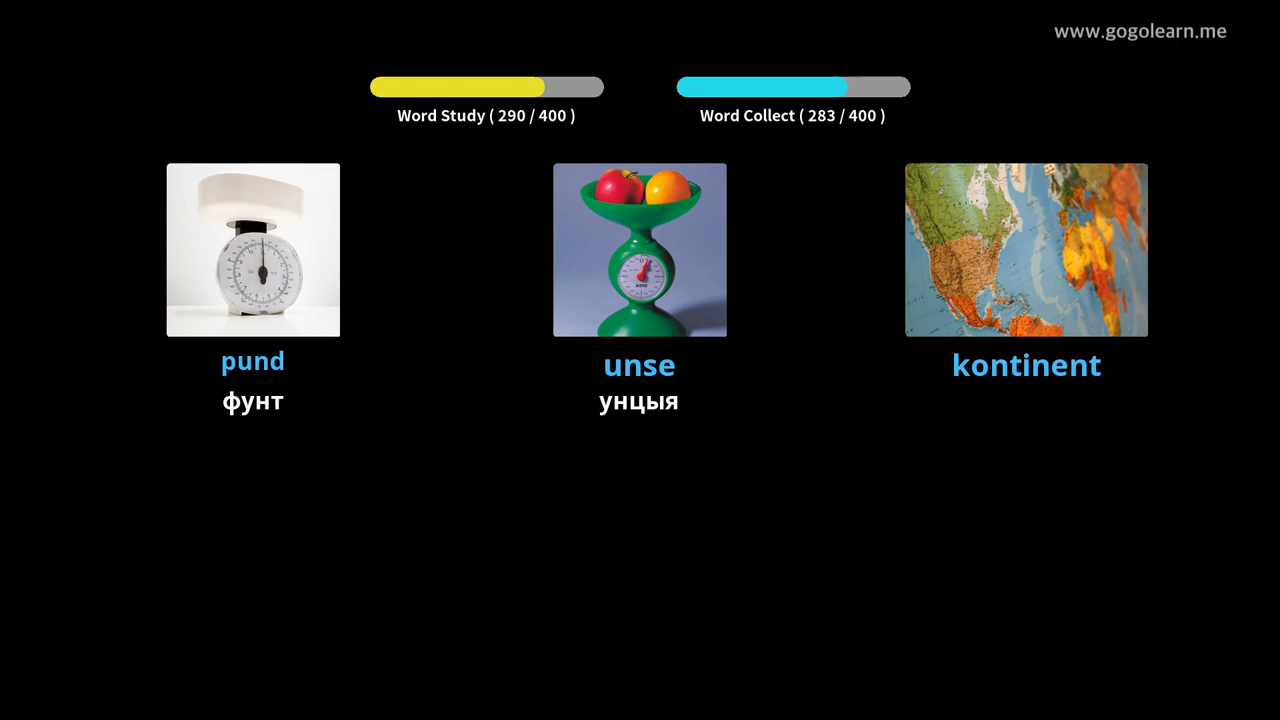 www.gogolearn.me
Word Study ( 290 / 400 )
Word Collect ( 283 / 400 )
pund
фунт
unse
унцыя
kontinent